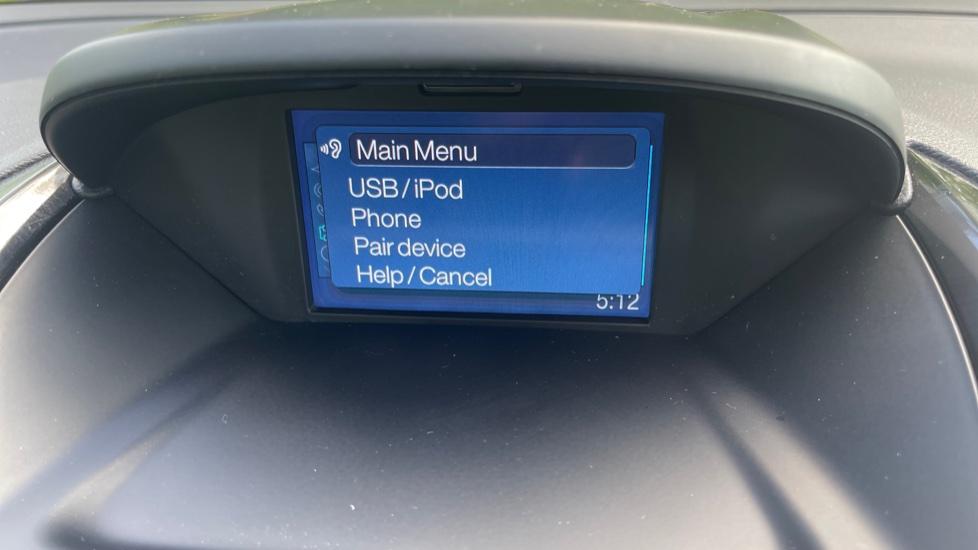 Main Menu
USB/iPod
Phone
Pair device
Help/Cancel
5:12